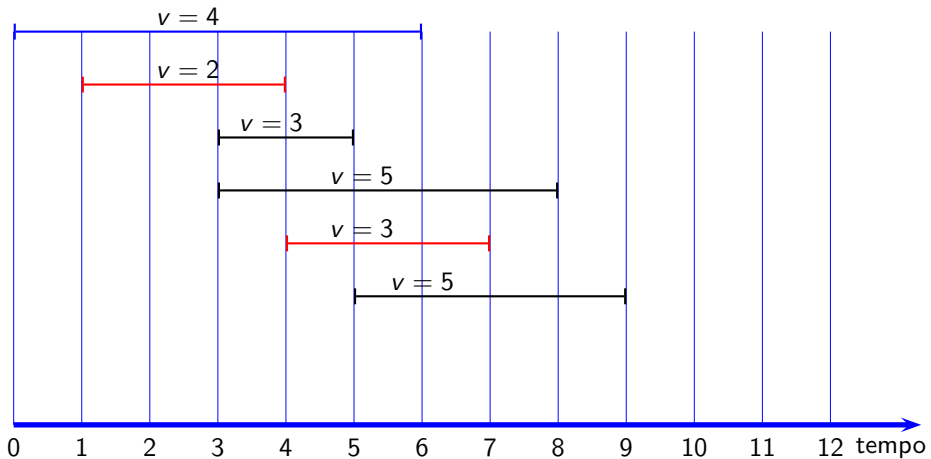 v = 4
v = 2
v = 3
v = 5
v = 3
v = 5
0 1 2 3 4 5 6 7 8 9 10 11 12 tempo